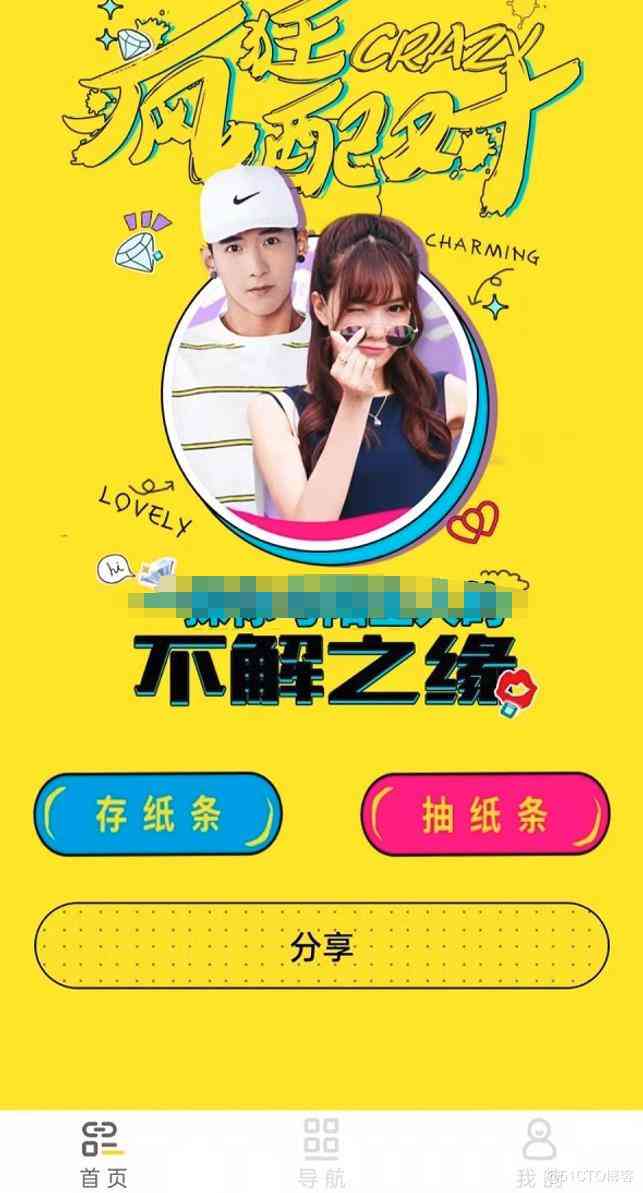 疯狂 CRAZY
配对
CHARMING
LOVELY
hi
不解之缘
存纸条
抽纸条
分享
首页
导航
我的
@51CTO博客